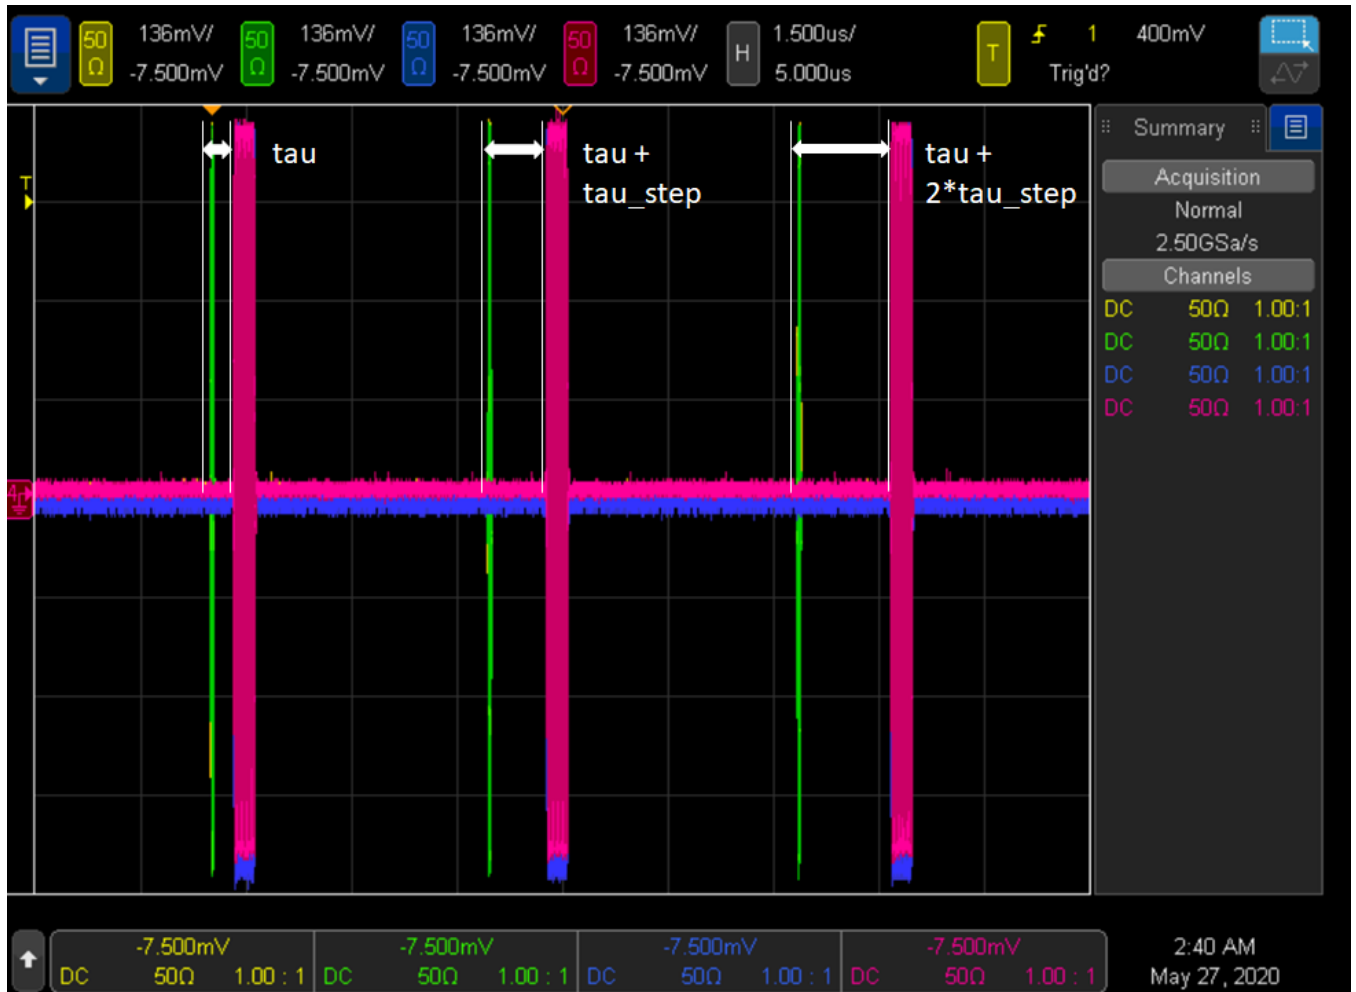 50 Ω 136mV/ -7.500mV 50 Ω 136mV/ -7.500mV 50 Ω 136mV/ -7.500mV 50 Ω 136mV/ -7.500mV H 1.500us/ 5.000us T 1 400mV Trig'd?
T
tau
tau +
tau_step
tau +
2*tau_step
Summary
Acquisition
Normal
2.50GSa/s
Channels
DC 50Ω 1.00:1
DC 50Ω 1.00:1
DC 50Ω 1.00:1
DC 50Ω 1.00:1
-7.500mV -7.500mV -7.500mV -7.500mV 2:40 AM
DC 50Ω 1.00 : 1 DC 50Ω 1.00 : 1 DC 50Ω 1.00 : 1 DC 50Ω 1.00 : 1 May 27, 2020